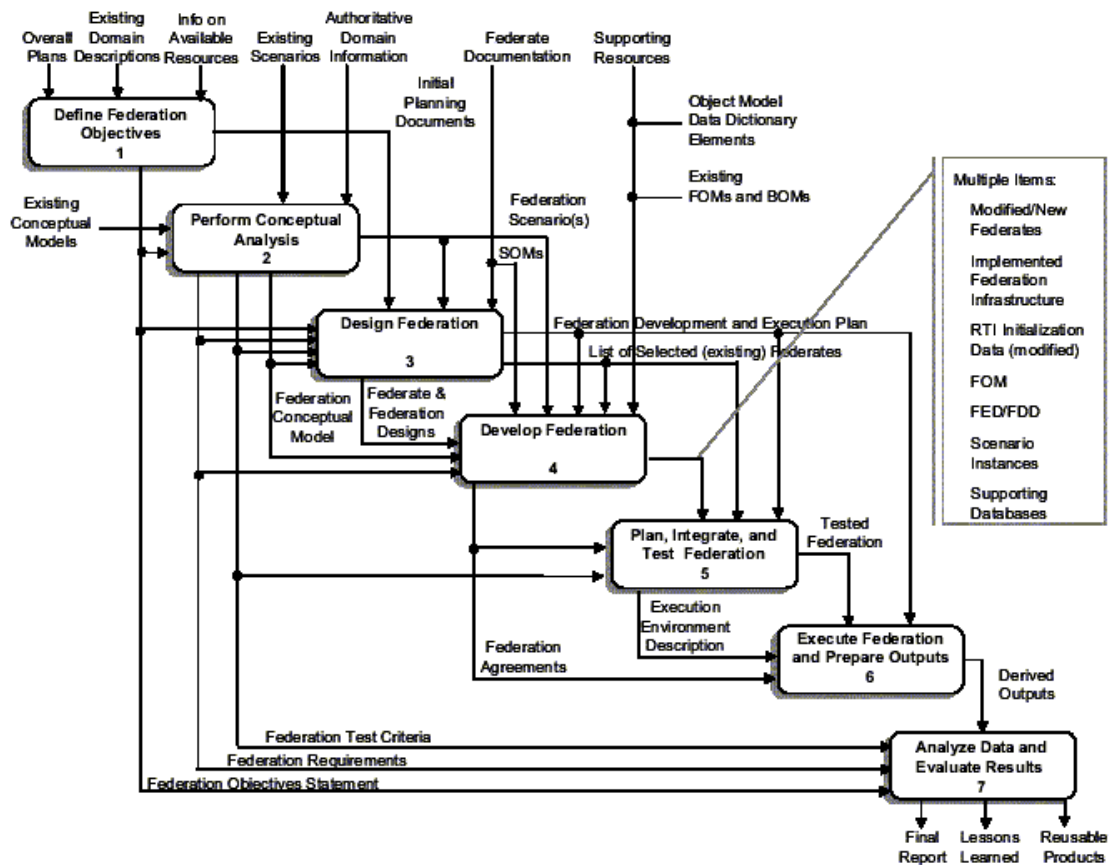 Overall
Plans
Existing
Domain
Descriptions
Info on
Available
Resources
Existing
Scenarios
Authoritative
Domain
Information
Federate
Documentation
Supporting
Resources
Initial
Planning
Documents
Define Federation
Objectives
1
Object Model
Data Dictionary
Elements
Existing
FOMs and BOMs
Existing
Conceptual
Models
Perform Conceptual
Analysis
2
Federation
Scenario(s)
SOMs
Design Federation
3
Federation Development and Execution Plan
List of Selected (existing) Federates
Federation
Conceptual
Model
Federate &
Federation
Designs
Develop Federation
4
Multiple Items:
Modified/New
Federates
Implemented
Federation
Infrastructure
RTI Initialization
Data (modified)
FOM
FED/FDD
Scenario
Instances
Supporting
Databases
Plan, Integrate, and
Test Federation
5
Tested
Federation
Execution
Environment
Description
Federation
Agreements
Execute Federation
and Prepare Outputs
6
Derived
Outputs
Federation Test Criteria
Federation Requirements
Federation Objectives Statement
Analyze Data and
Evaluate Results
7
Final
Report
Lessons
Learned
Reusable
Products